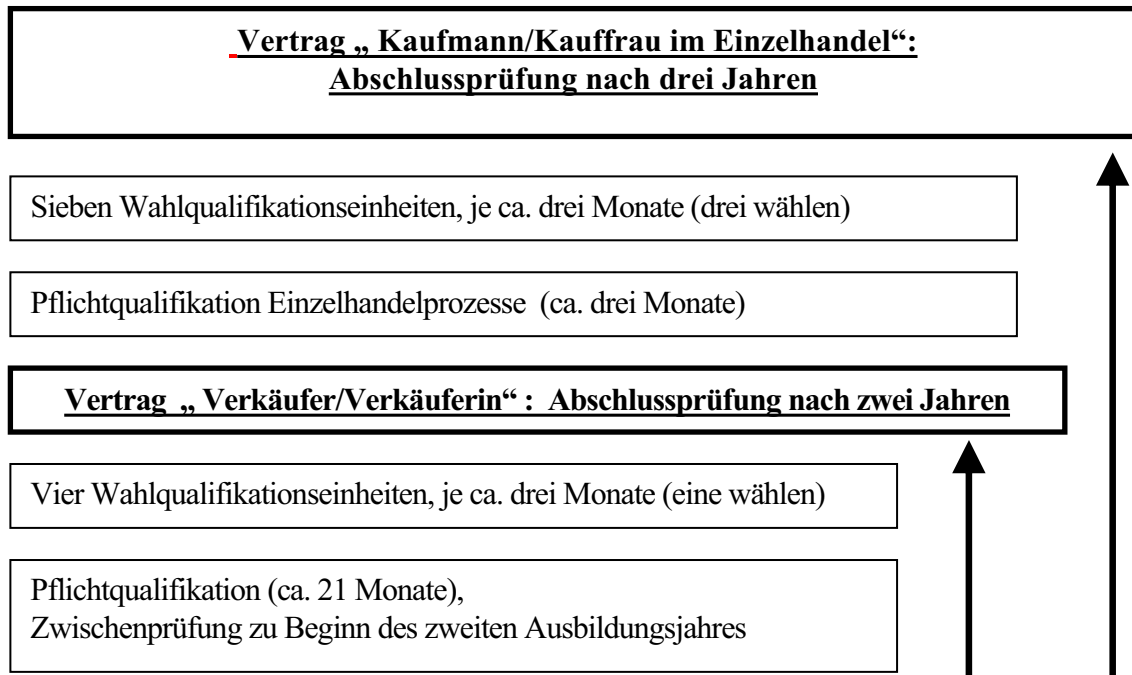 Vertrag „ Kaufmann/Kauffrau im Einzelhandel“:
Abschlussprüfung nach drei Jahren
Sieben Wahlqualifikationseinheiten, je ca. drei Monate (drei wählen)
Pflichtqualifikation Einzelhandelprozesse (ca. drei Monate)
Vertrag „ Verkäufer/Verkäuferin“ : Abschlussprüfung nach zwei Jahren
Vier Wahlqualifikationseinheiten, je ca. drei Monate (eine wählen)
Pflichtqualifikation (ca. 21 Monate),
Zwischenprüfung zu Beginn des zweiten Ausbildungsjahres